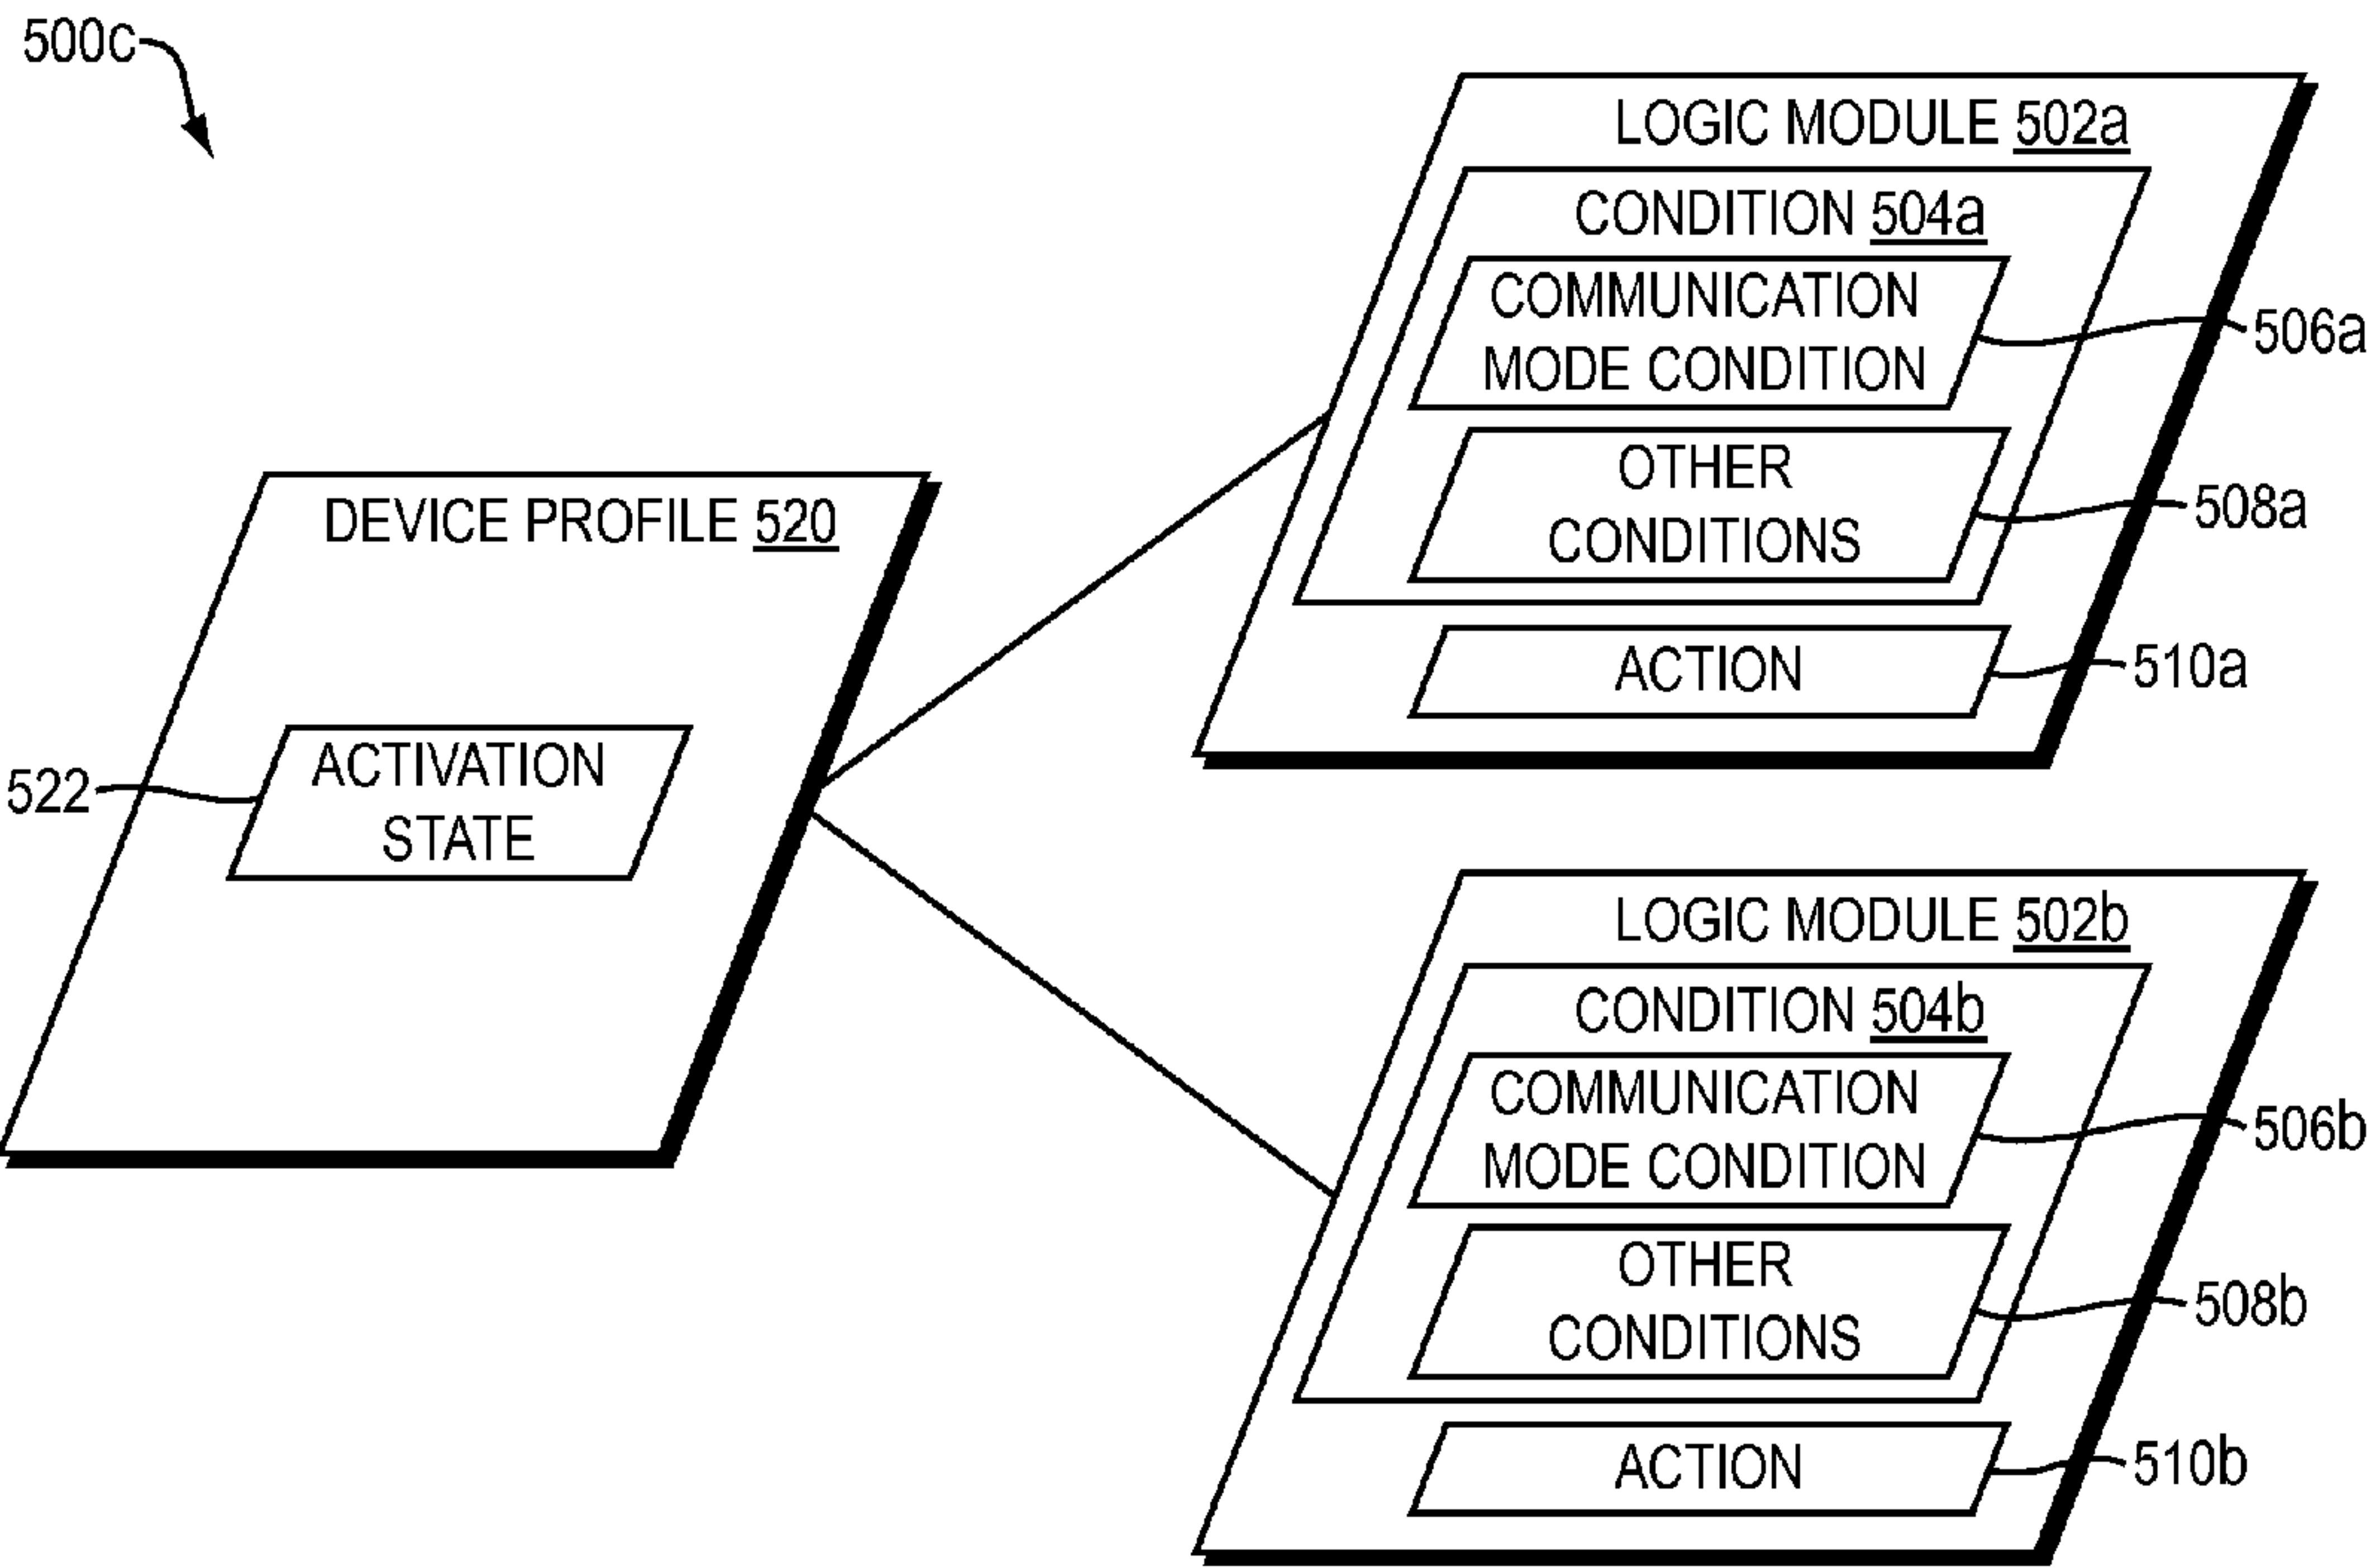 500c
LOGIC MODULE 502a
CONDITION 504a
COMMUNICATION
MODE CONDITION
506a
OTHER
CONDITIONS
508a
ACTION
510a
DEVICE PROFILE 520
ACTIVATION
STATE
522
LOGIC MODULE 502b
CONDITION 504b
COMMUNICATION
MODE CONDITION
506b
OTHER
CONDITIONS
508b
ACTION
510b